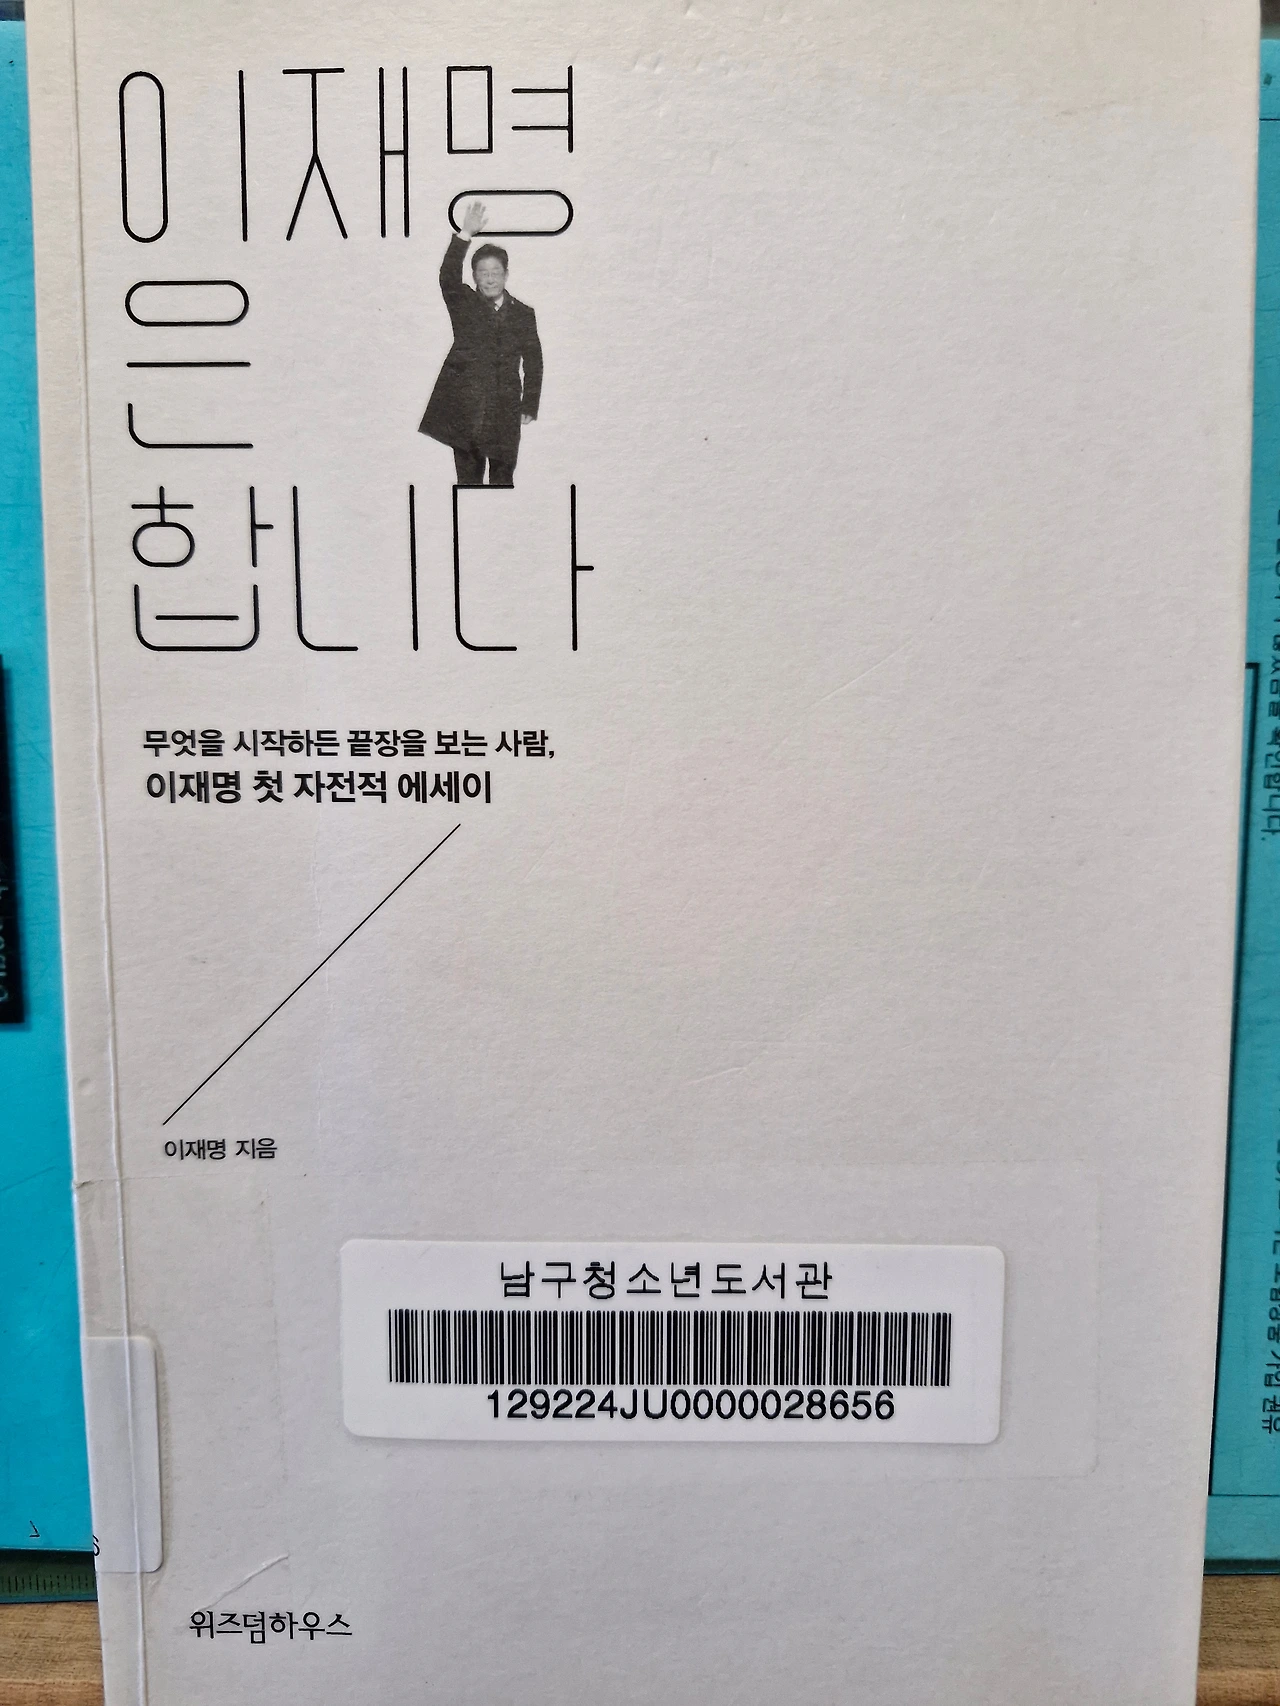 이재명
은
합니다
무엇을 시작하든 끝장을 보는 사람,
이재명 첫 자전적 에세이
이재명 지음
남구청소년도서관
129224JU0000028656
위즈덤하우스